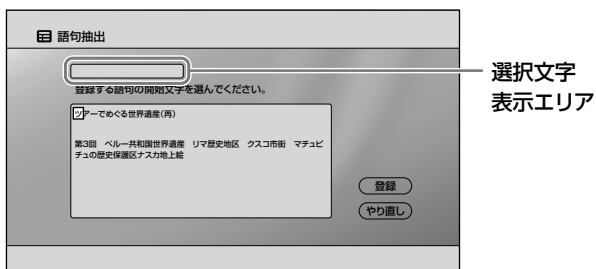 語句抽出
登録する語句の開始文字を選んでください。
ツアーでめぐる世界遺産(再)
第3回 ペルー共和国世界遺産 リマ歴史地区 クスコ市街 マチュピ
チュの歴史保護区ナスカ地上絵
登録
やり直し
選択文字
表示エリア